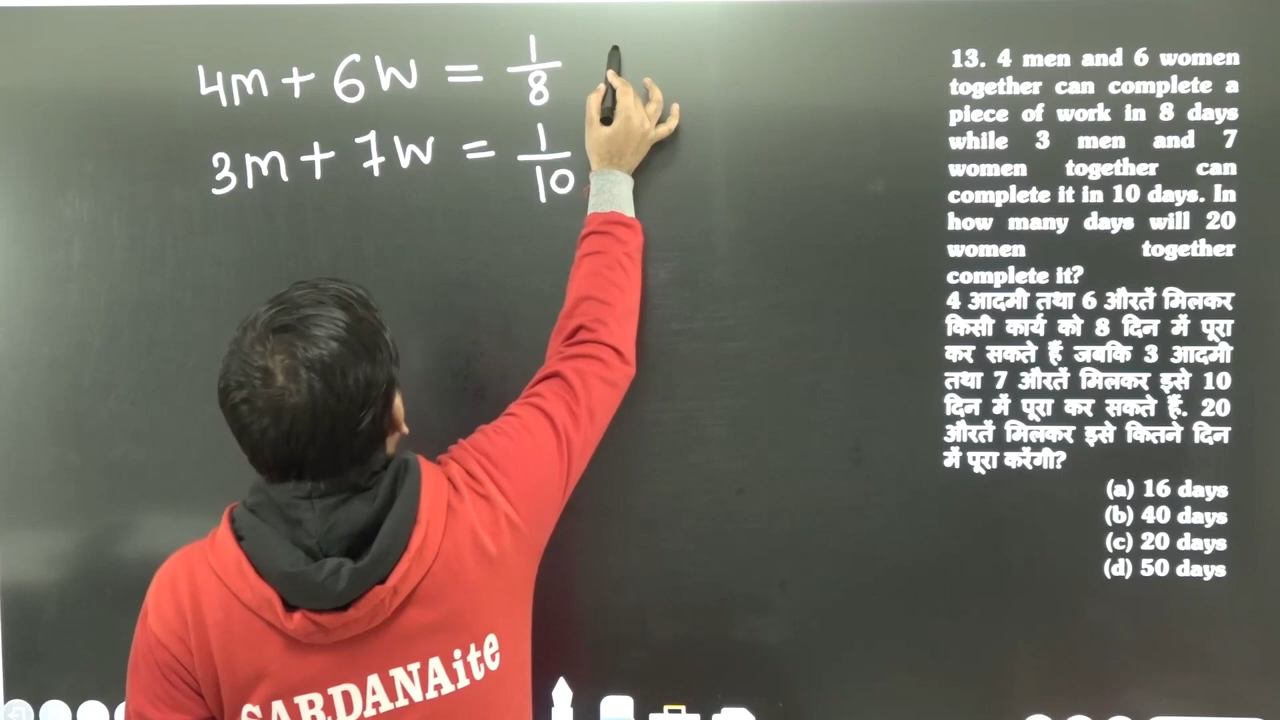 4m + 6w = 1/8
3m + 7w = 1/10
13. 4 men and 6 women
together can complete a
piece of work in 8 days
while 3 men and 7
women together can
complete it in 10 days. In
how many days will 20
women together
complete it?
4 आदमी तथा 6 औरतें मिलकर
किसी कार्य को 8 दिन में पूरा
कर सकते हैं जबकि 3 आदमी
तथा 7 औरतें मिलकर इसे 10
दिन में पूरा कर सकते हैं. 20
औरतें मिलकर इसे कितने दिन
में पूरा करेंगी?
(a) 16 days
(b) 40 days
(c) 20 days
(d) 50 days
SARDANAite